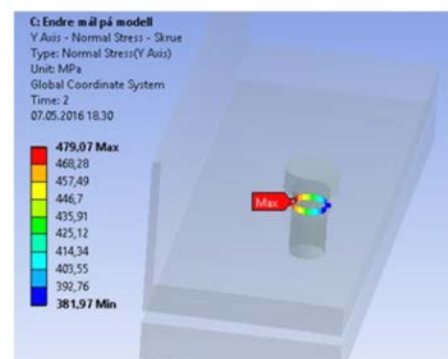 C: Endre mål på modell
Y Axis - Normal Stress - Skrue
Type: Normal Stress(Y Axis)
Unit: MPa
Global Coordinate System
Time: 2
07.05.2016 18.30
479,07 Max
468,28
457,49
446,7
435,91
425,12
414,34
403,55
392,76
381,97 Min
Max